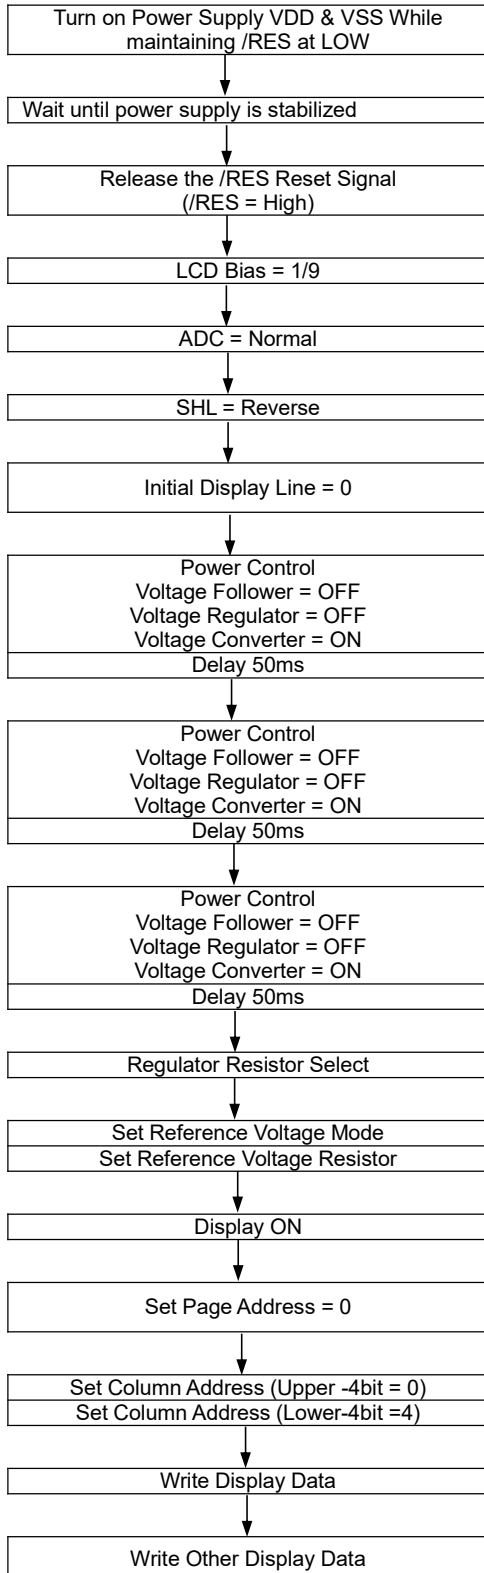 Turn on Power Supply VDD & VSS While
maintaining /RES at LOW
Wait until power supply is stabilized
Release the /RES Reset Signal
(/RES = High)
LCD Bias = 1/9
ADC = Normal
SHL = Reverse
Initial Display Line = 0
Power Control
Voltage Follower = OFF
Voltage Regulator = OFF
Voltage Converter = ON
Delay 50ms
Power Control
Voltage Follower = OFF
Voltage Regulator = OFF
Voltage Converter = ON
Delay 50ms
Power Control
Voltage Follower = OFF
Voltage Regulator = OFF
Voltage Converter = ON
Delay 50ms
Regulator Resistor Select
Set Reference Voltage Mode
Set Reference Voltage Resistor
Display ON
Set Page Address = 0
Set Column Address (Upper -4bit = 0)
Set Column Address (Lower-4bit =4)
Write Display Data
Write Other Display Data